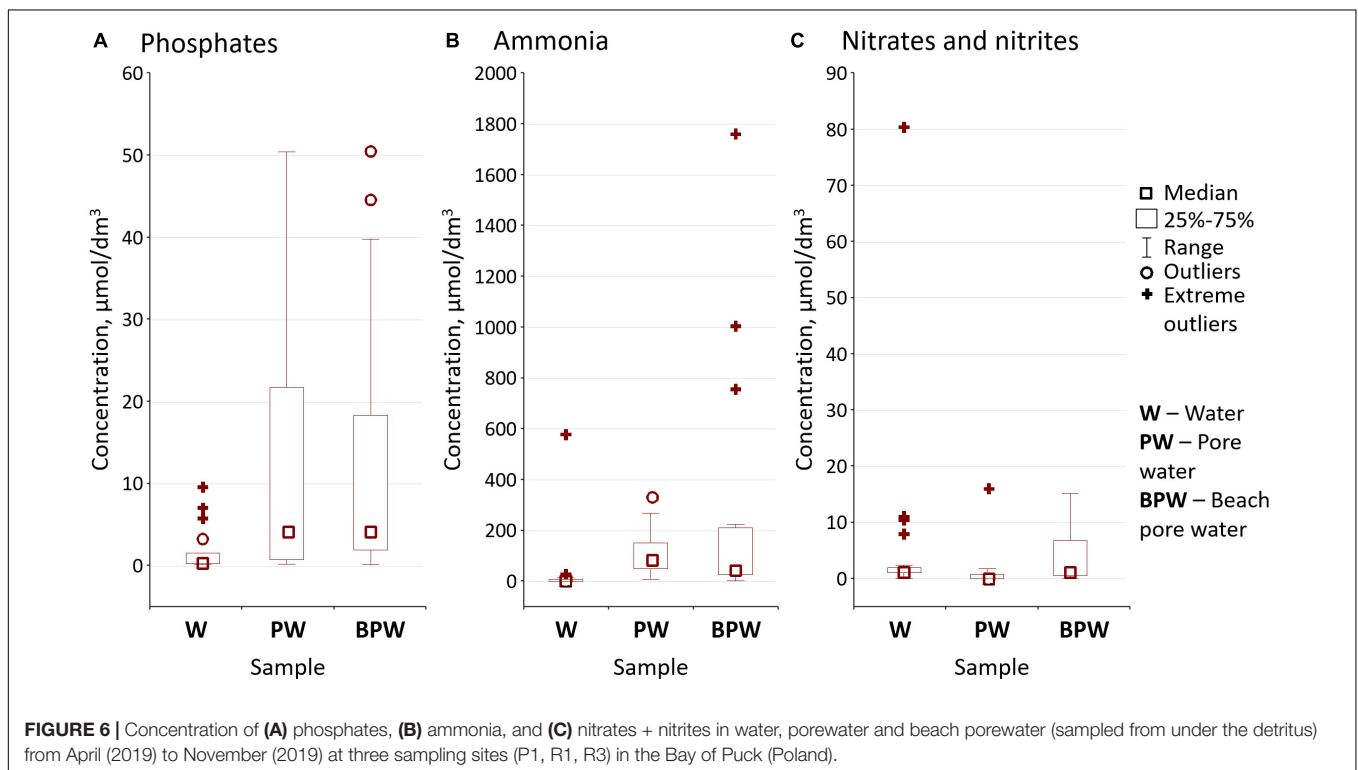 A Phosphates
B Ammonia
C Nitrates and nitrites
Concentration, µmol/dm³
60
50
40
30
20
10
0
W PW BPW
Sample
Concentration, µmol/dm³
2000
1800
1600
1400
1200
1000
800
600
400
200
0
W PW BPW
Sample
Concentration, µmol/dm³
90
80
70
60
50
40
30
20
10
0
W PW BPW
Sample
Median
25%-75%
Range
Outliers
Extreme
outliers
W – Water
PW – Pore
water
BPW – Beach
pore water
FIGURE 6 | Concentration of (A) phosphates, (B) ammonia, and (C) nitrates + nitrites in water, porewater and beach porewater (sampled from under the detritus)
from April (2019) to November (2019) at three sampling sites (P1, R1, R3) in the Bay of Puck (Poland).